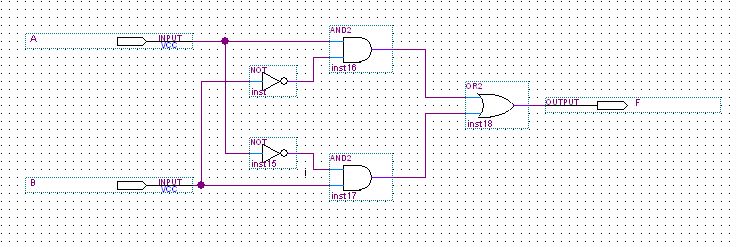 AND2
A
INPUT
VCC
inst16
NOT
inst
OR2
OUTPUT
F
inst18
NOT
inst15
AND2
i
B
INPUT
VCC
inst17